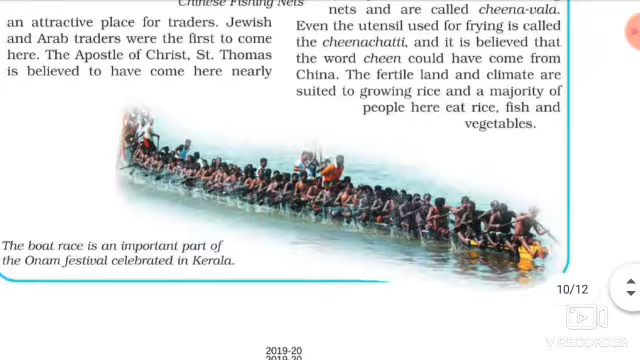 Chinese Fishing Nets
an attractive place for traders. Jewish
and Arab traders were the first to come
here. The Apostle of Christ, St. Thomas
is believed to have come here nearly
nets and are called cheena-vala.
Even the utensil used for frying is called
the cheenachatti, and it is believed that
the word cheen could have come from
China. The fertile land and climate are
suited to growing rice and a majority of
people here eat rice, fish and
vegetables.
The boat race is an important part of
the Onam festival celebrated in Kerala.
10/12
V RECORDER
2019-20
2019-20